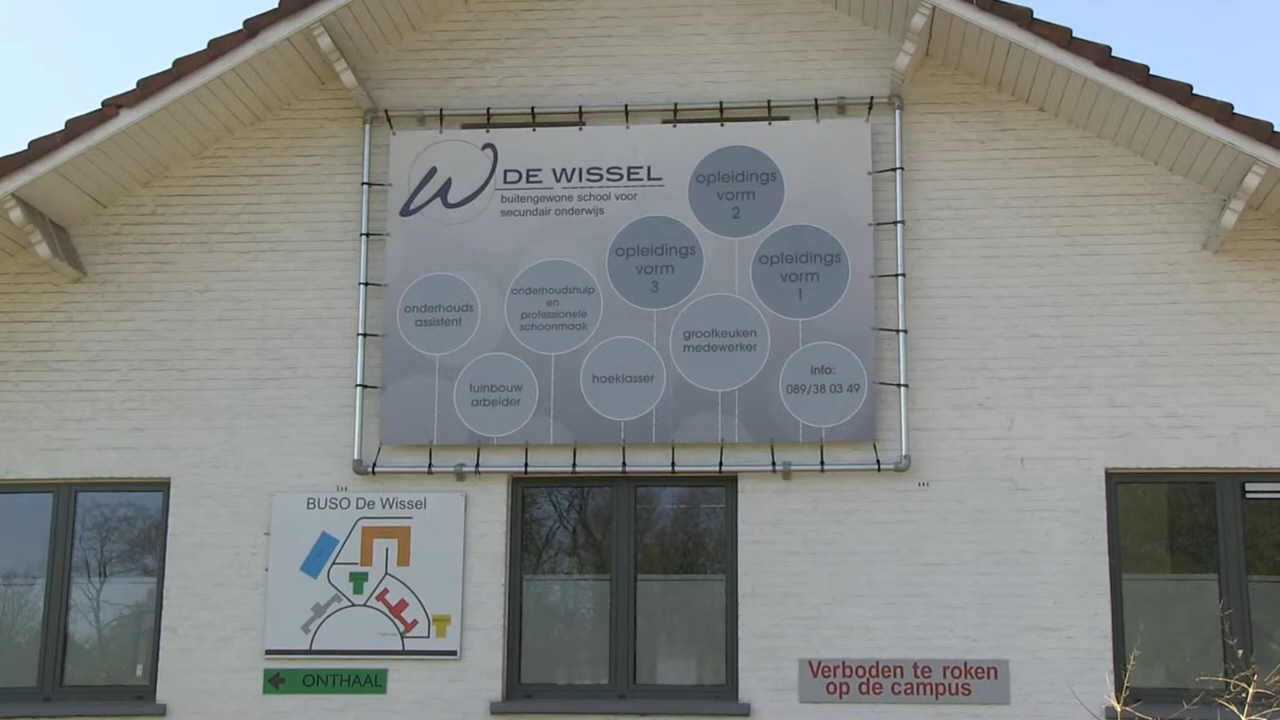 W DE WISSEL
buitengewone school voor
secundair onderwijs
opleidings
vorm
2
opleidings
vorm
3
opleidings
vorm
1
onderhouds
assistent
onderhoudshulp
en
professionele
schoonmaak
grootkeuken
medewerker
tuinbouw
arbeider
hoeklasser
info:
089/38 03 49
BUSO De Wissel
ONTHAAL
Verboden te roken
op de campus